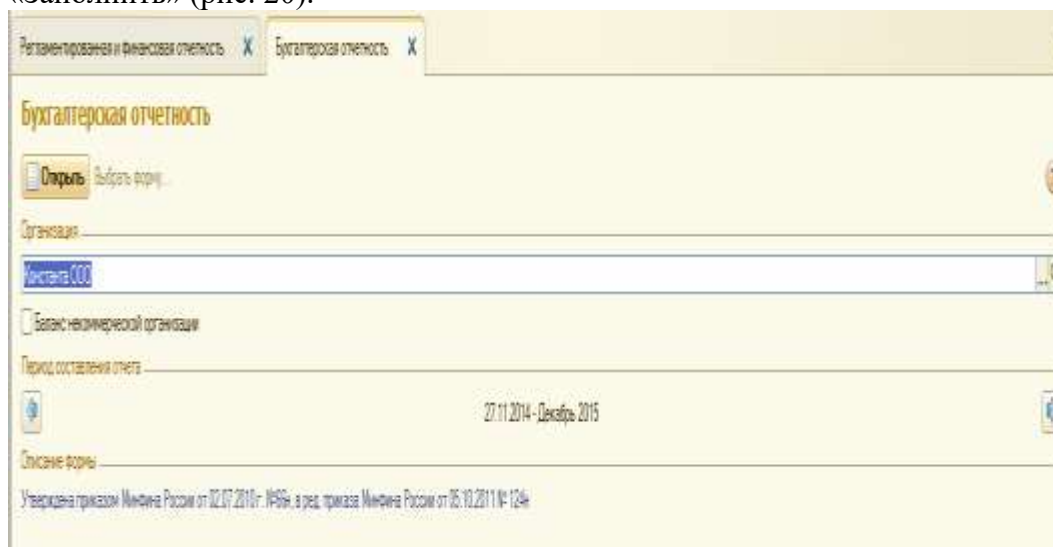 «Заполнить» (рис. 20).
Регламентированная и финансовая отчетность X Бухгалтерская отчетность X
Бухгалтерская отчетность
Открыть Выбрать форму...
Организация
Константа ООО ...
Баланс некоммерческой организации
Период составления отчета
27.11.2014 - Декабрь 2015
Описание формы
Утверждена приказом Минфина России от 02.07.2010 г. №66н, в ред. приказа Минфина России от 05.10.2011 № 124н